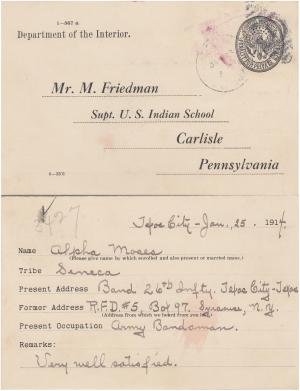 1-567 a
Department of the Interior.
Mr. M. Friedman
Supt. U. S. Indian School
Carlisle
Pennsylvania
Texas City - Jan, 25, 1914
Name Alpha Moses
(Please give name by which enrolled and also present or married name.)
Tribe Seneca
Present Address Band 26th Infty. Texas City-Texas
Former Address R.F.D. #5, Box 97. Syracuse, N.Y.
(Address from which we heard from you last.)
Present Occupation Army Bandsman.
Remarks:
Very well satisfied.